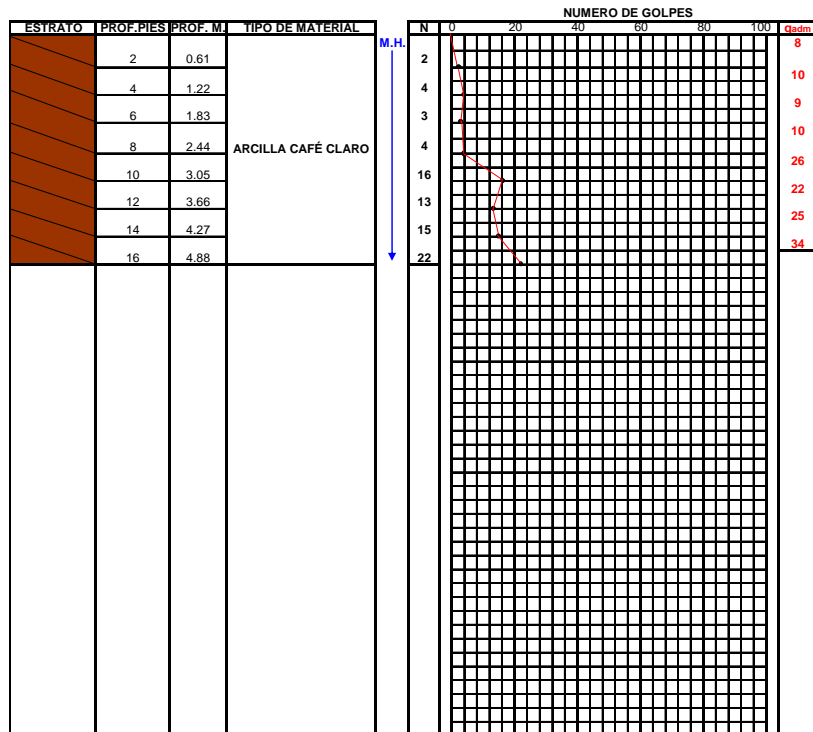 NUMERO DE GOLPES
ESTRATO PROF.PIES PROF. M. TIPO DE MATERIAL N 0 20 40 60 80 100 qadm
M.H. 8
2 0.61 2
10
4 1.22 4
9
6 1.83 3
10
8 2.44 ARCILLA CAFÉ CLARO 4
26
10 3.05 16
22
12 3.66 13
25
14 4.27 15
34
16 4.88 22